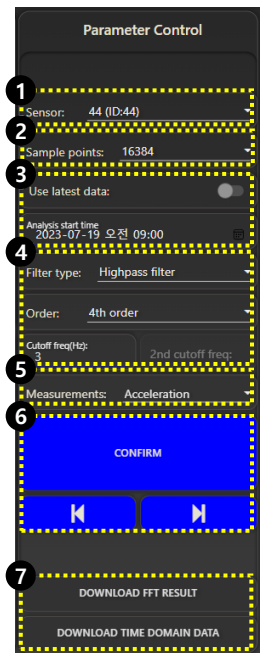 Parameter Control
1
Sensor: 44 (ID:44)
2
Sample points: 16384
3
Use latest data:
Analysis start time
2023-07-19 오전 09:00
4
Filter type: Highpass filter
Order: 4th order
Cutoff freq(Hz):
3 2nd cutoff freq:
5
Measurements: Acceleration
6
CONFIRM
7
DOWNLOAD FFT RESULT
DOWNLOAD TIME DOMAIN DATA